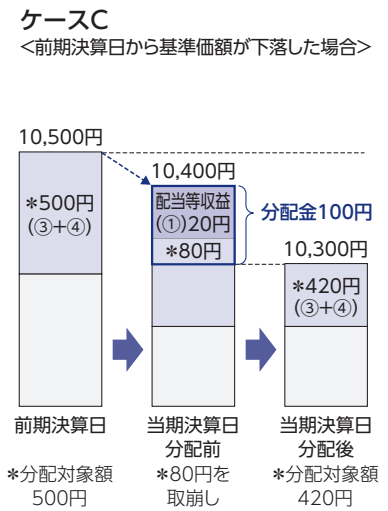 ケースC
<前期決算日から基準価額が下落した場合>
10,500円
*500円
(③+④)
10,400円
配当等収益
(①)20円
*80円
分配金100円
10,300円
*420円
(③+④)
前期決算日
当期決算日
分配前
当期決算日
分配後
*分配対象額
500円
*80円を
取崩し
*分配対象額
420円